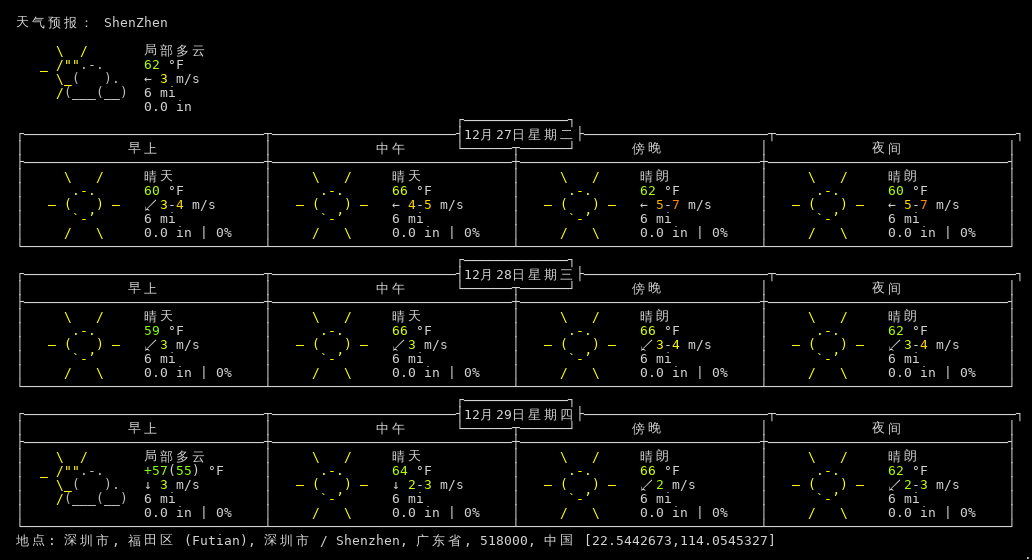 天气预报： ShenZhen
局部多云
62 °F
← 3 m/s
6 mi
0.0 in
12月27日星期二
早上 中午 傍晚 夜间
晴天 晴天 晴朗 晴朗
60 °F 66 °F 62 °F 60 °F
↙ 3-4 m/s ← 4-5 m/s ← 5-7 m/s ← 5-7 m/s
6 mi 6 mi 6 mi 6 mi
0.0 in | 0% 0.0 in | 0% 0.0 in | 0% 0.0 in | 0%
12月28日星期三
早上 中午 傍晚 夜间
晴天 晴天 晴朗 晴朗
59 °F 66 °F 66 °F 62 °F
↙ 3 m/s ↙ 3 m/s ↙ 3-4 m/s ↙ 3-4 m/s
6 mi 6 mi 6 mi 6 mi
0.0 in | 0% 0.0 in | 0% 0.0 in | 0% 0.0 in | 0%
12月29日星期四
早上 中午 傍晚 夜间
局部多云 晴天 晴朗 晴朗
+57(55) °F 64 °F 66 °F 62 °F
↓ 3 m/s ↓ 2-3 m/s ↙ 2 m/s ↙ 2-3 m/s
6 mi 6 mi 6 mi 6 mi
0.0 in | 0% 0.0 in | 0% 0.0 in | 0% 0.0 in | 0%
地点: 深圳市, 福田区 (Futian), 深圳市 / Shenzhen, 广东省, 518000, 中国 [22.5442673,114.0545327]